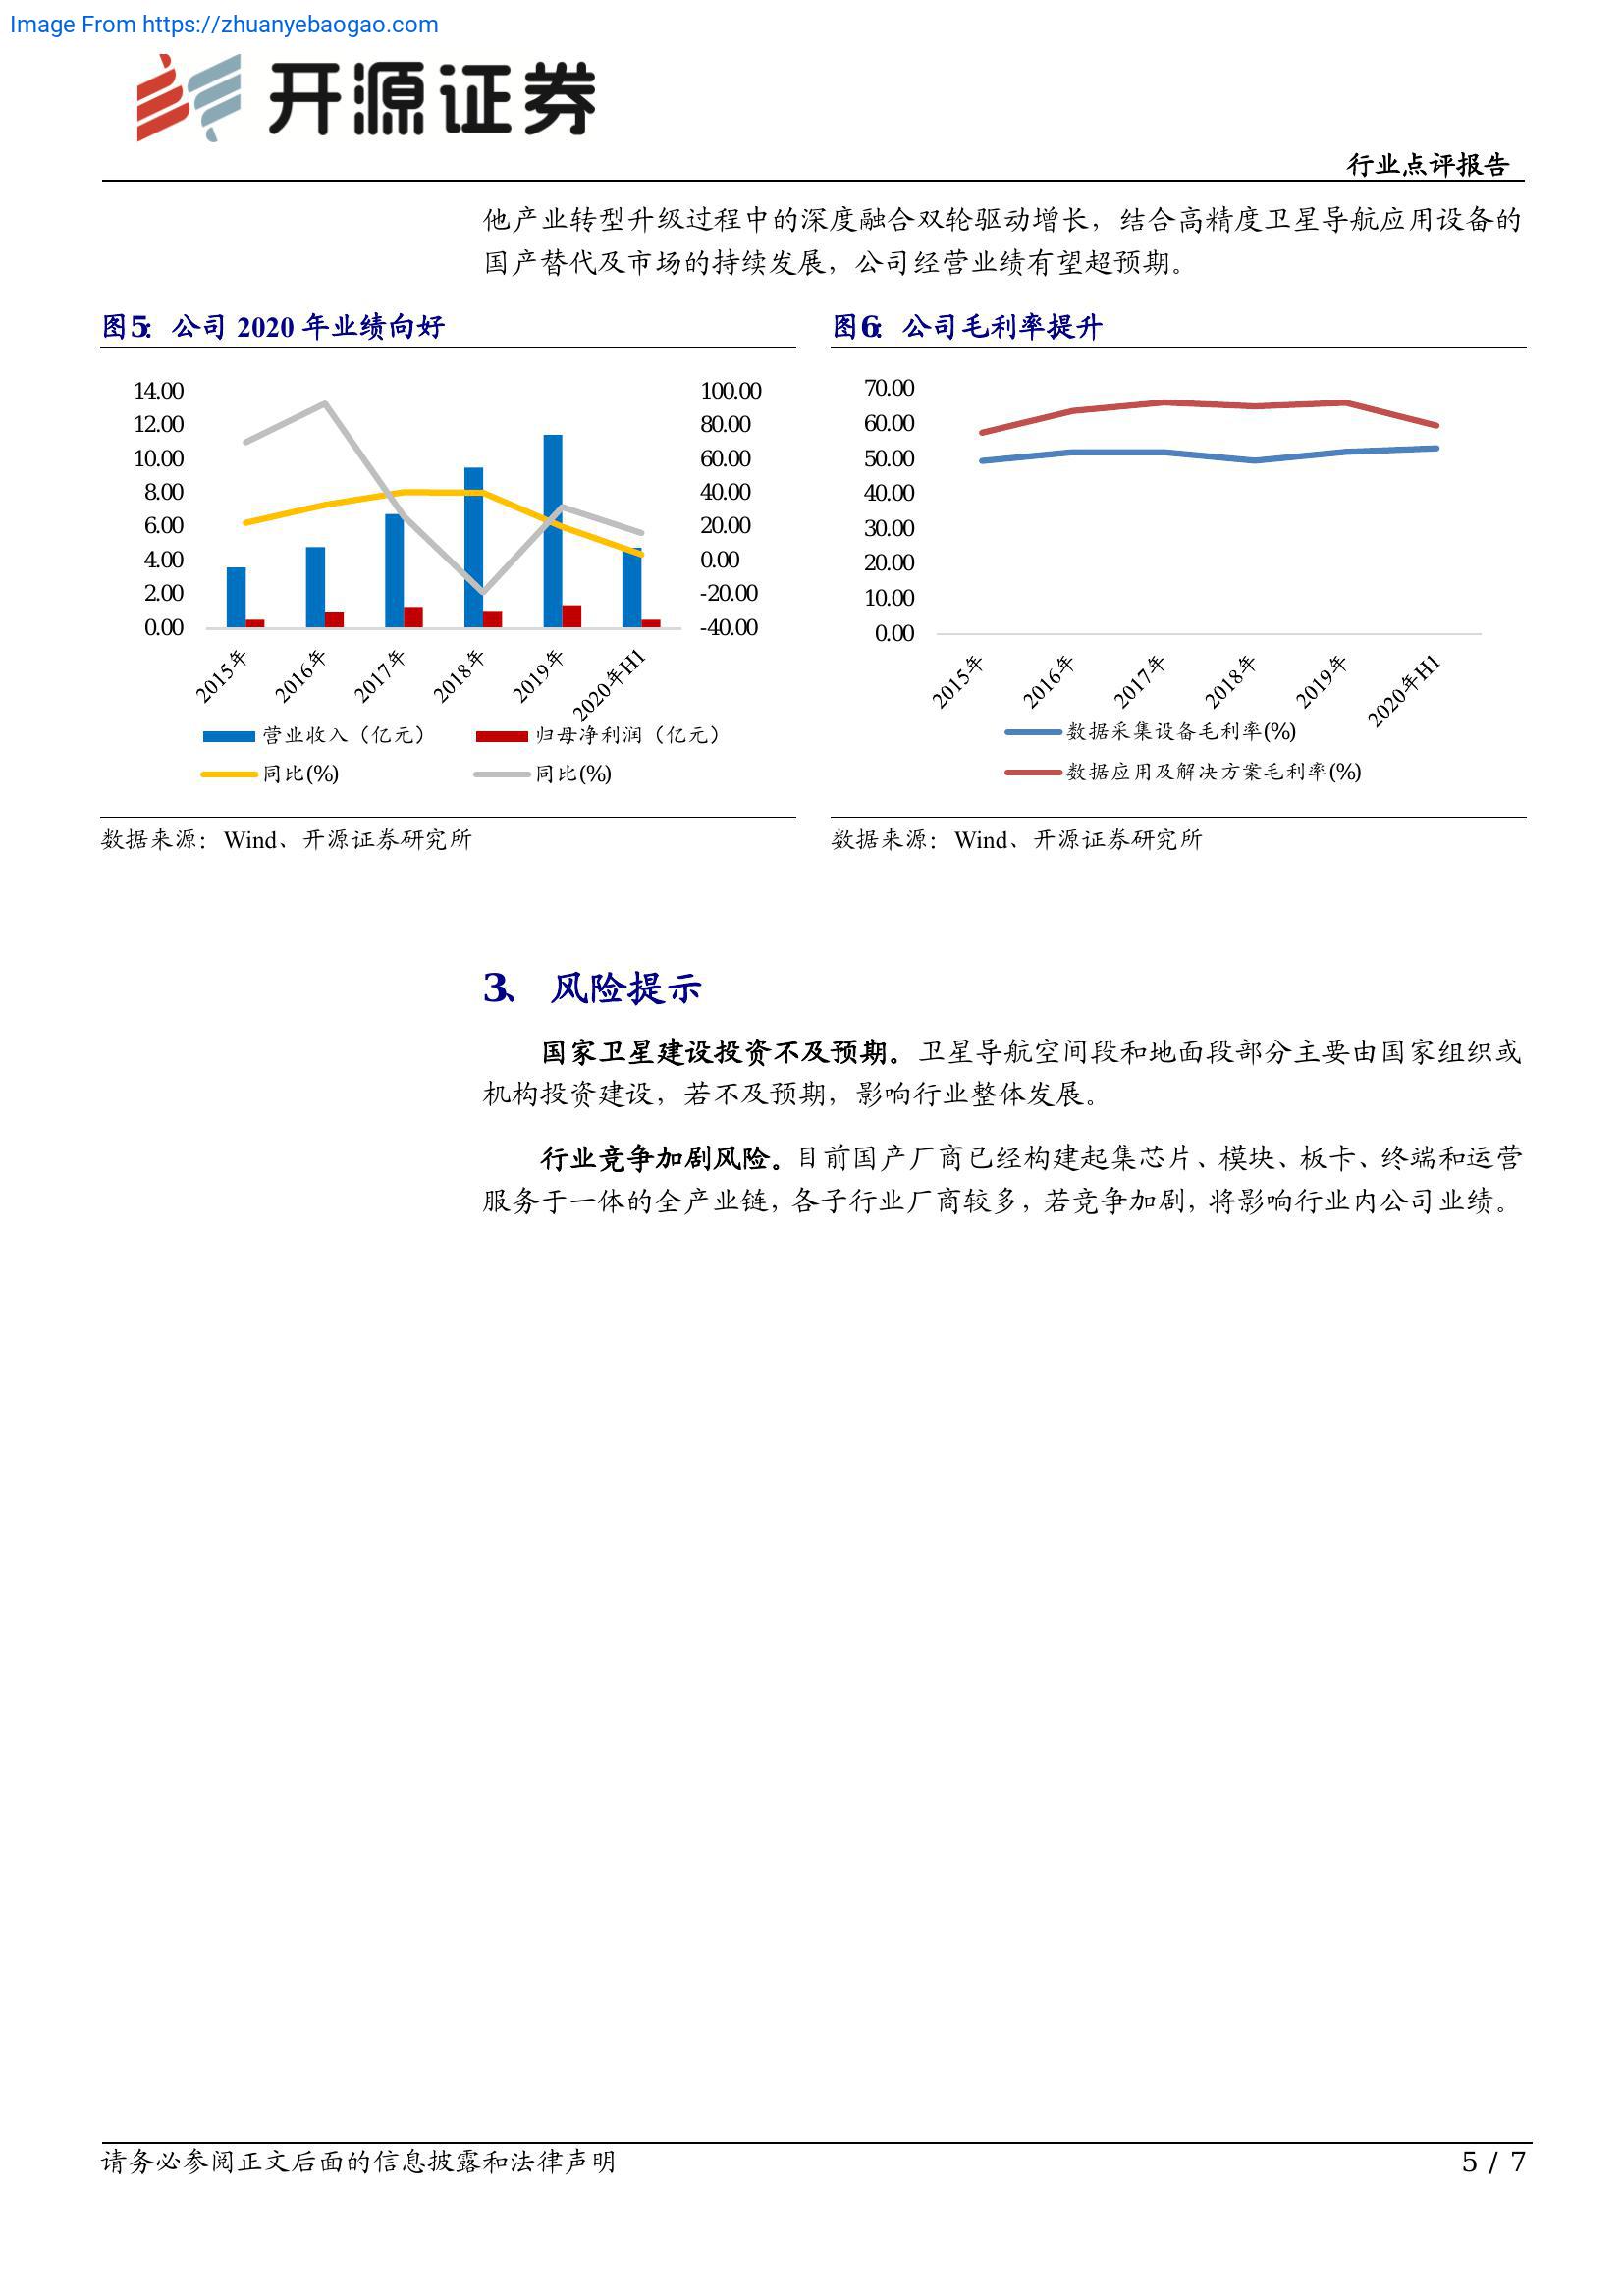 Image From https://zhuanyebaogao.com
开源证券
行业点评报告
他产业转型升级过程中的深度融合双轮驱动增长，结合高精度卫星导航应用设备的
国产替代及市场的持续发展，公司经营业绩有望超预期。
图5：公司 2020 年业绩向好
14.00
12.00
10.00
8.00
6.00
4.00
2.00
0.00
100.00
80.00
60.00
40.00
20.00
0.00
-20.00
-40.00
2015年
2016年
2017年
2018年
2019年
2020年H1
营业收入（亿元）
归母净利润（亿元）
同比(%)
同比(%)
数据来源：Wind、开源证券研究所
图6：公司毛利率提升
70.00
60.00
50.00
40.00
30.00
20.00
10.00
0.00
2015年
2016年
2017年
2018年
2019年
2020年H1
数据采集设备毛利率(%)
数据应用及解决方案毛利率(%)
数据来源：Wind、开源证券研究所
3、 风险提示
国家卫星建设投资不及预期。卫星导航空间段和地面段部分主要由国家组织或
机构投资建设，若不及预期，影响行业整体发展。
行业竞争加剧风险。目前国产厂商已经构建起集芯片、模块、板卡、终端和运营
服务于一体的全产业链，各子行业厂商较多，若竞争加剧，将影响行业内公司业绩。
请务必参阅正文后面的信息披露和法律声明
5 / 7